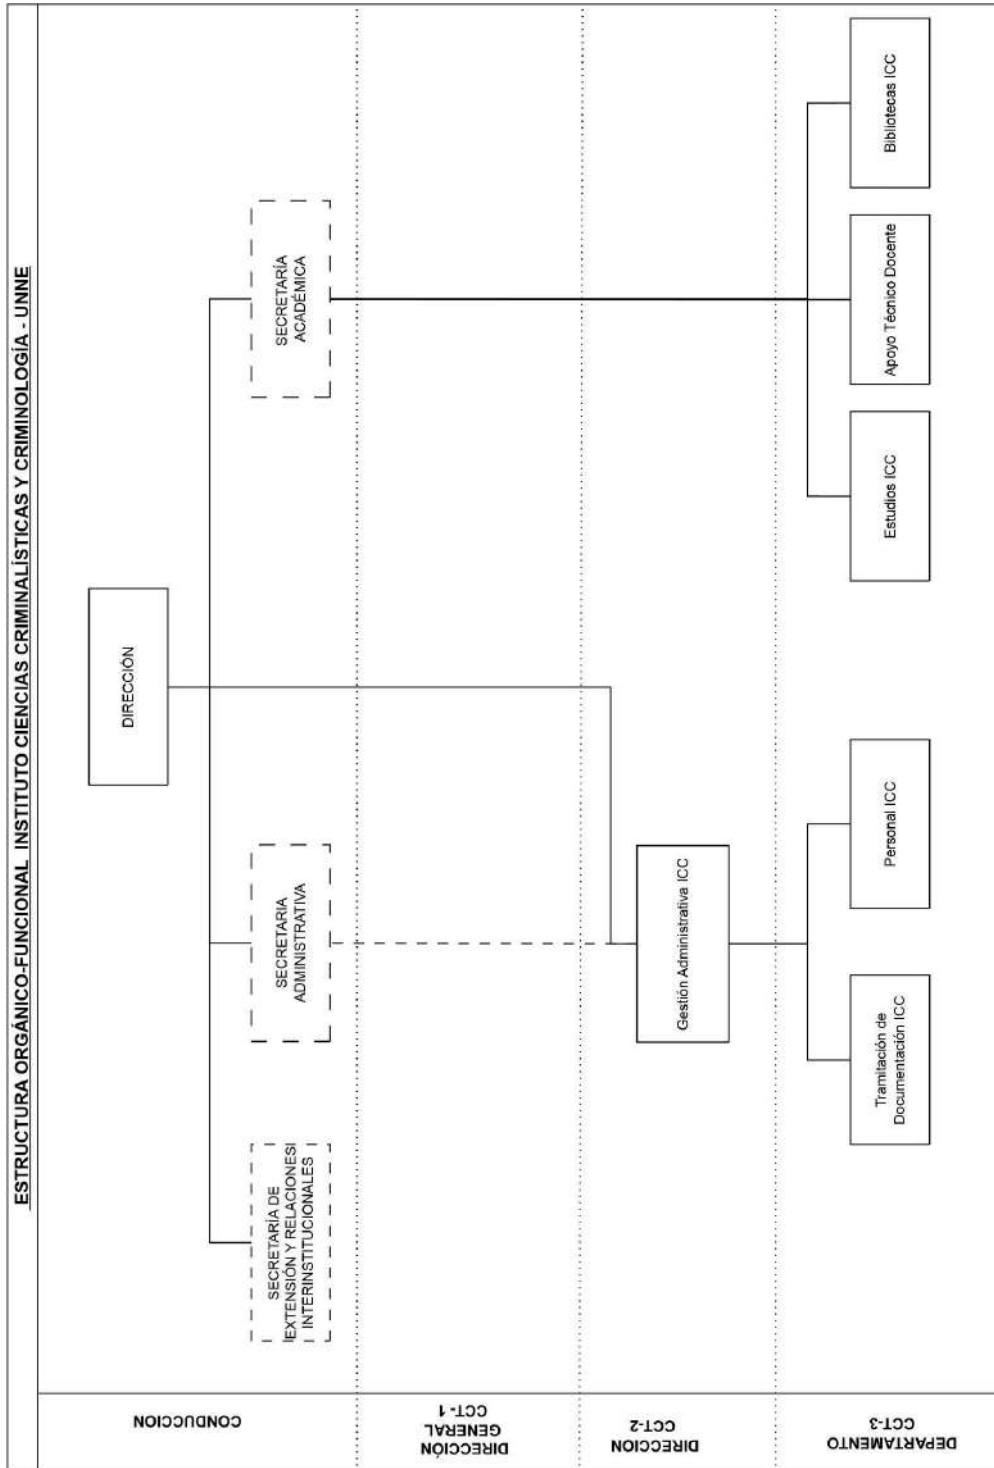 ESTRUCTURA ORGÁNICO-FUNCIONAL INSTITUTO CIENCIAS CRIMINALÍSTICAS Y CRIMINOLOGÍA - UNNE
CONDUCCION
DIRECCIÓN
SECRETARÍA DE
EXTENSIÓN Y RELACIONES
INTERINSTITUCIONALES
SECRETARIA
ADMINISTRATIVA
SECRETARÍA
ACADÉMICA
DIRECCIÓN
GENERAL
CCT -1
DIRECCION
CCT-2
Gestión Administrativa ICC
DEPARTAMENTO
CCT-3
Tramitación de
Documentación ICC
Personal ICC
Estudios ICC
Apoyo Técnico Docente
Bibliotecas ICC